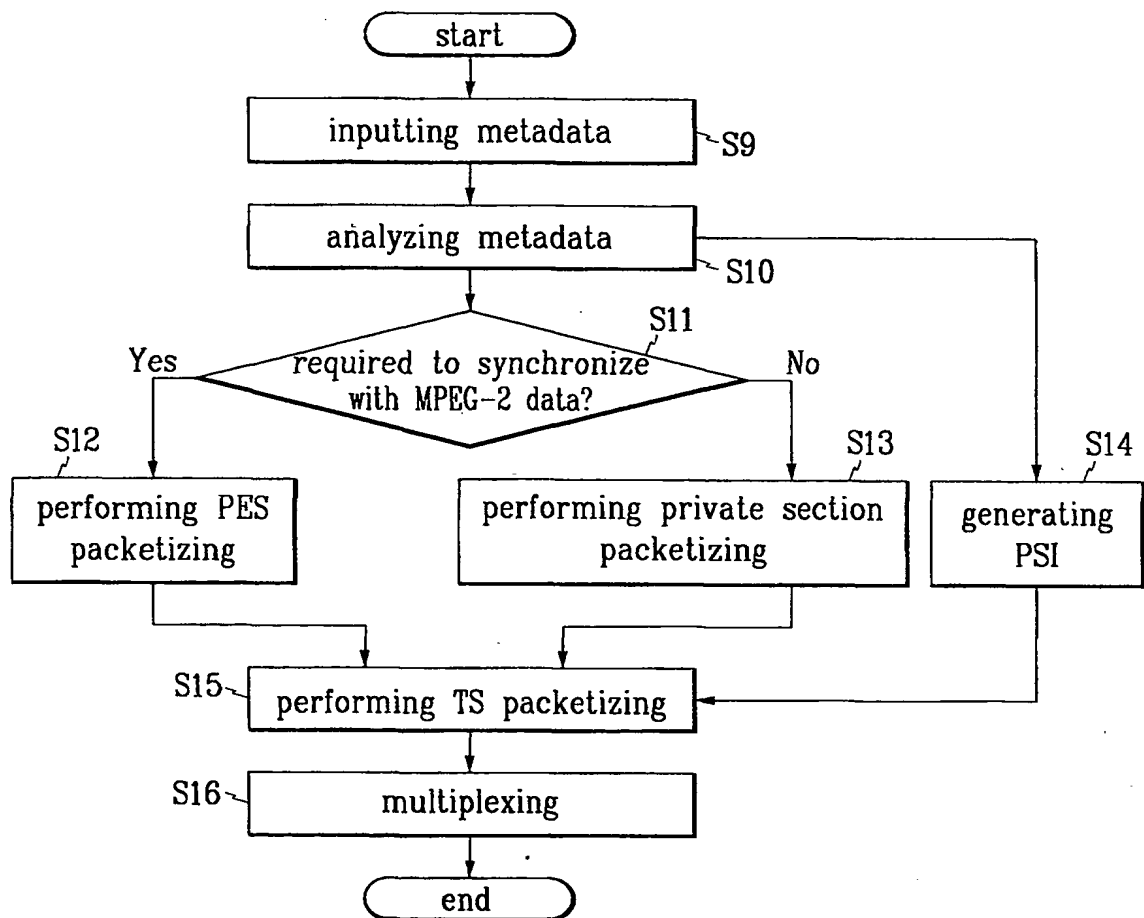 start
inputting metadata
S9
analyzing metadata
S10
S11
Yes
required to synchronize
with MPEG-2 data?
No
S12
performing PES
packetizing
S13
performing private section
packetizing
S14
generating
PSI
S15
performing TS packetizing
S16
multiplexing
end